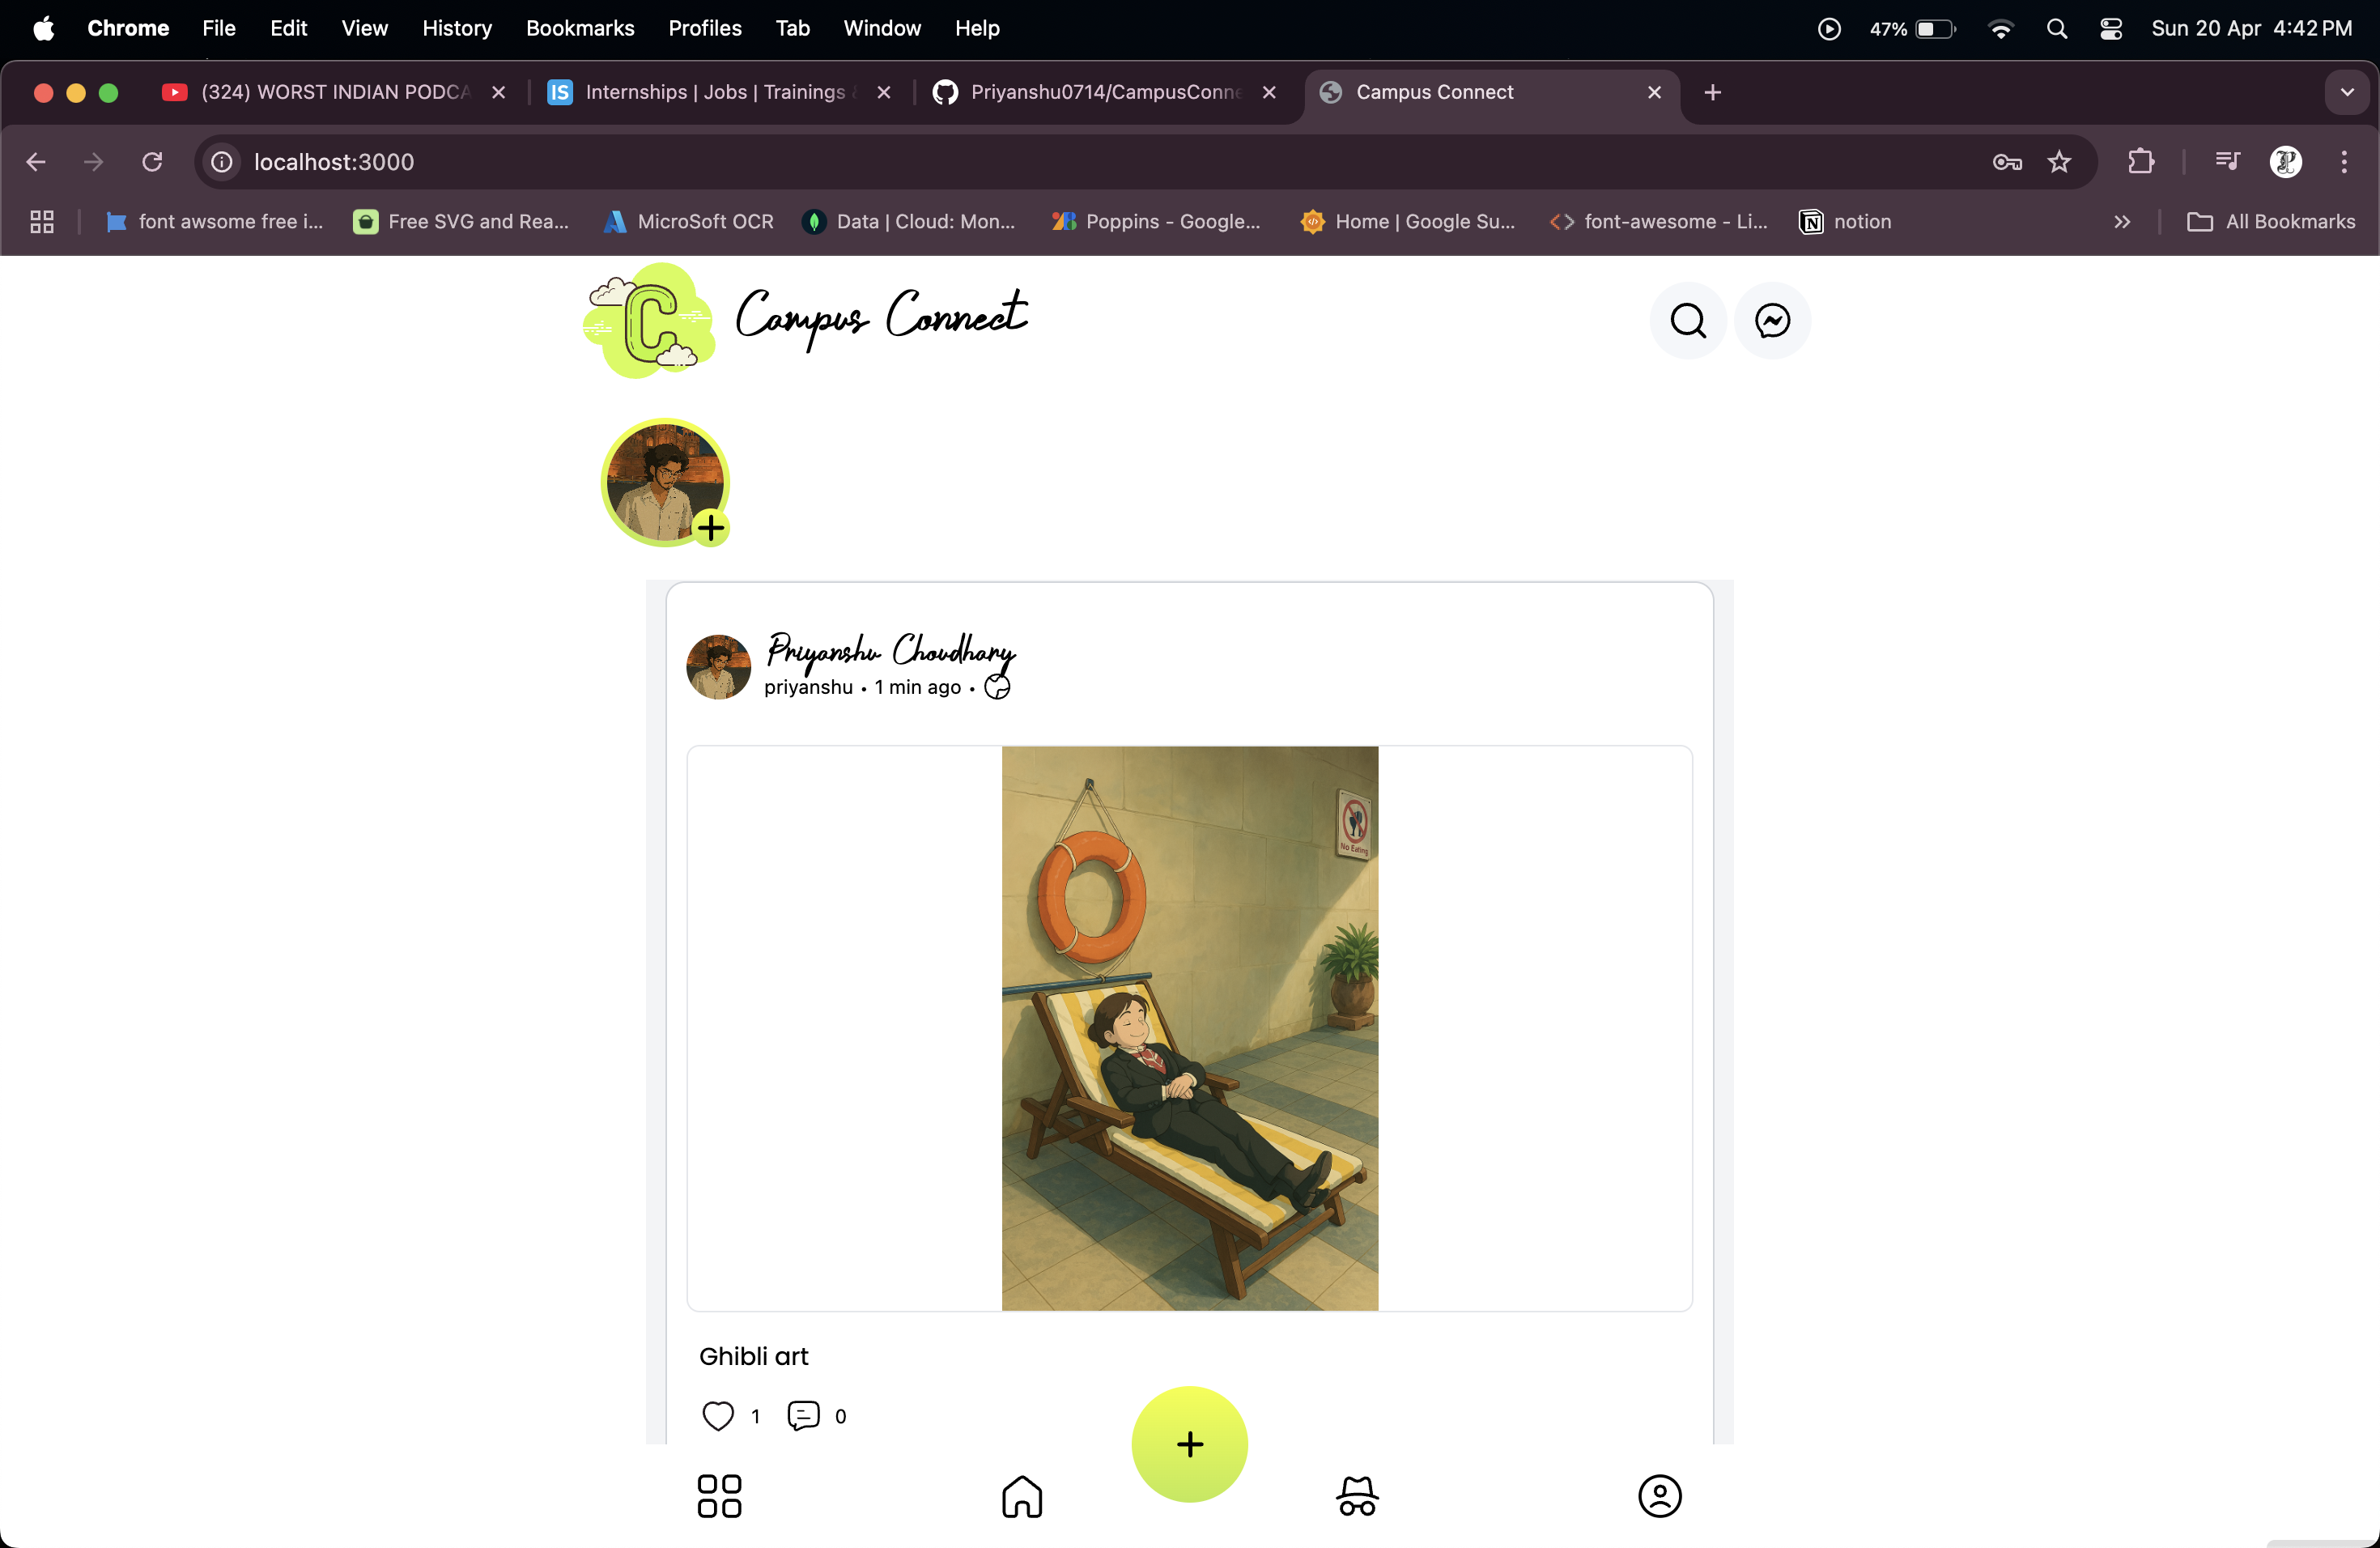 Chrome File Edit View History Bookmarks Profiles Tab Window Help 47% Sun 20 Apr 4:42 PM
(324) WORST INDIAN PODCA Internships | Jobs | Trainings Priyanshu0714/CampusConne Campus Connect
localhost:3000
font awsome free i... Free SVG and Rea... MicroSoft OCR Data | Cloud: Mon... Poppins - Google... Home | Google Su... font-awesome - Li... notion All Bookmarks
Campus Connect
Priyanshu Choudhary
priyanshu • 1 min ago •
No Eating
Ghibli art
1 0